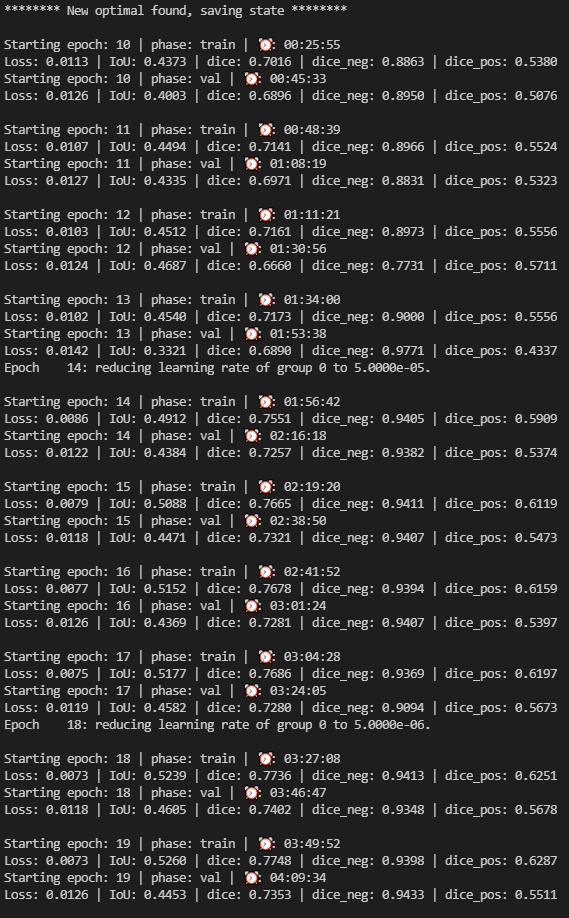 ******** New optimal found, saving state ********
Starting epoch: 10 | phase: train | ⏰: 00:25:55
Loss: 0.0113 | IoU: 0.4373 | dice: 0.7016 | dice_neg: 0.8863 | dice_pos: 0.5380
Starting epoch: 10 | phase: val | ⏰: 00:45:33
Loss: 0.0126 | IoU: 0.4003 | dice: 0.6896 | dice_neg: 0.8950 | dice_pos: 0.5076
Starting epoch: 11 | phase: train | ⏰: 00:48:39
Loss: 0.0107 | IoU: 0.4494 | dice: 0.7141 | dice_neg: 0.8966 | dice_pos: 0.5524
Starting epoch: 11 | phase: val | ⏰: 01:08:19
Loss: 0.0127 | IoU: 0.4335 | dice: 0.6971 | dice_neg: 0.8831 | dice_pos: 0.5323
Starting epoch: 12 | phase: train | ⏰: 01:11:21
Loss: 0.0103 | IoU: 0.4512 | dice: 0.7161 | dice_neg: 0.8973 | dice_pos: 0.5556
Starting epoch: 12 | phase: val | ⏰: 01:30:56
Loss: 0.0124 | IoU: 0.4687 | dice: 0.6660 | dice_neg: 0.7731 | dice_pos: 0.5711
Starting epoch: 13 | phase: train | ⏰: 01:34:00
Loss: 0.0102 | IoU: 0.4540 | dice: 0.7173 | dice_neg: 0.9000 | dice_pos: 0.5556
Starting epoch: 13 | phase: val | ⏰: 01:53:38
Loss: 0.0142 | IoU: 0.3321 | dice: 0.6890 | dice_neg: 0.9771 | dice_pos: 0.4337
Epoch    14: reducing learning rate of group 0 to 5.0000e-05.
Starting epoch: 14 | phase: train | ⏰: 01:56:42
Loss: 0.0086 | IoU: 0.4912 | dice: 0.7551 | dice_neg: 0.9405 | dice_pos: 0.5909
Starting epoch: 14 | phase: val | ⏰: 02:16:18
Loss: 0.0122 | IoU: 0.4384 | dice: 0.7257 | dice_neg: 0.9382 | dice_pos: 0.5374
Starting epoch: 15 | phase: train | ⏰: 02:19:20
Loss: 0.0079 | IoU: 0.5088 | dice: 0.7665 | dice_neg: 0.9411 | dice_pos: 0.6119
Starting epoch: 15 | phase: val | ⏰: 02:38:50
Loss: 0.0118 | IoU: 0.4471 | dice: 0.7321 | dice_neg: 0.9407 | dice_pos: 0.5473
Starting epoch: 16 | phase: train | ⏰: 02:41:52
Loss: 0.0077 | IoU: 0.5152 | dice: 0.7678 | dice_neg: 0.9394 | dice_pos: 0.6159
Starting epoch: 16 | phase: val | ⏰: 03:01:24
Loss: 0.0126 | IoU: 0.4369 | dice: 0.7281 | dice_neg: 0.9407 | dice_pos: 0.5397
Starting epoch: 17 | phase: train | ⏰: 03:04:28
Loss: 0.0075 | IoU: 0.5177 | dice: 0.7686 | dice_neg: 0.9369 | dice_pos: 0.6197
Starting epoch: 17 | phase: val | ⏰: 03:24:05
Loss: 0.0119 | IoU: 0.4582 | dice: 0.7280 | dice_neg: 0.9094 | dice_pos: 0.5673
Epoch    18: reducing learning rate of group 0 to 5.0000e-06.
Starting epoch: 18 | phase: train | ⏰: 03:27:08
Loss: 0.0073 | IoU: 0.5239 | dice: 0.7736 | dice_neg: 0.9413 | dice_pos: 0.6251
Starting epoch: 18 | phase: val | ⏰: 03:46:47
Loss: 0.0118 | IoU: 0.4605 | dice: 0.7402 | dice_neg: 0.9348 | dice_pos: 0.5678
Starting epoch: 19 | phase: train | ⏰: 03:49:52
Loss: 0.0073 | IoU: 0.5260 | dice: 0.7748 | dice_neg: 0.9398 | dice_pos: 0.6287
Starting epoch: 19 | phase: val | ⏰: 04:09:34
Loss: 0.0126 | IoU: 0.4453 | dice: 0.7353 | dice_neg: 0.9433 | dice_pos: 0.5511